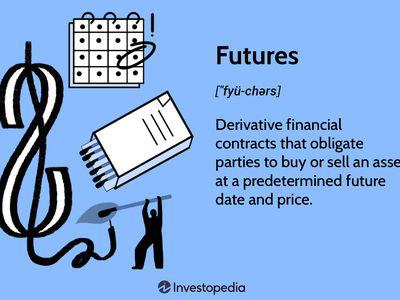 Futures
["fyü-chərs]
Derivative financial
contracts that obligate
parties to buy or sell an asse
at a predetermined future
date and price.
Investopedia